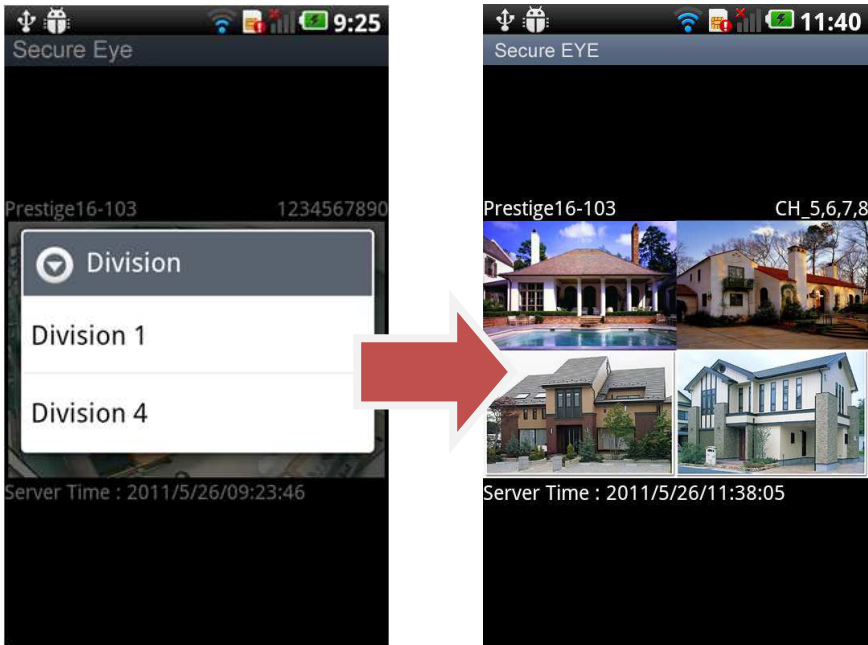 9:25
Secure Eye
Prestige16-103 1234567890
Division
Division 1
Division 4
Server Time : 2011/5/26/09:23:46
11:40
Secure EYE
Prestige16-103 CH_5,6,7,8
Server Time : 2011/5/26/11:38:05